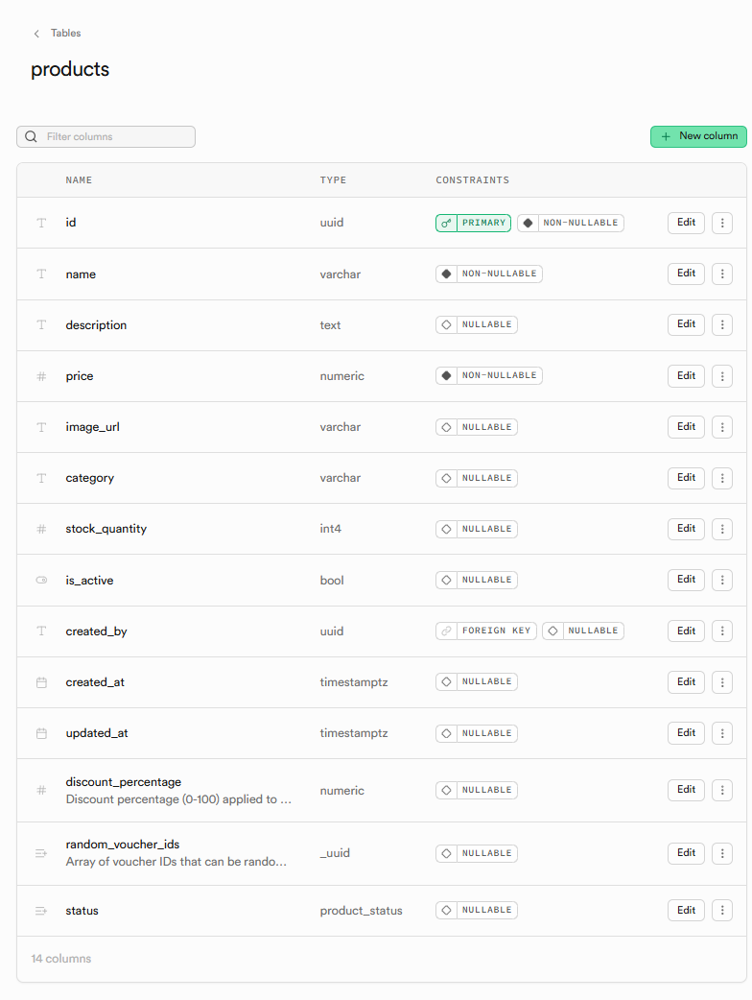 Tables
products
Filter columns
New column
NAME TYPE CONSTRAINTS
id uuid PRIMARY NON-NULLABLE Edit
name varchar NON-NULLABLE Edit
description text NULLABLE Edit
price numeric NON-NULLABLE Edit
image_url varchar NULLABLE Edit
category varchar NULLABLE Edit
stock_quantity int4 NULLABLE Edit
is_active bool NULLABLE Edit
created_by uuid FOREIGN KEY NULLABLE Edit
created_at timestamptz NULLABLE Edit
updated_at timestamptz NULLABLE Edit
discount_percentage
Discount percentage (0-100) applied to ...
numeric NULLABLE Edit
random_voucher_ids
Array of voucher IDs that can be rando...
_uuid NULLABLE Edit
status product_status NULLABLE Edit
14 columns